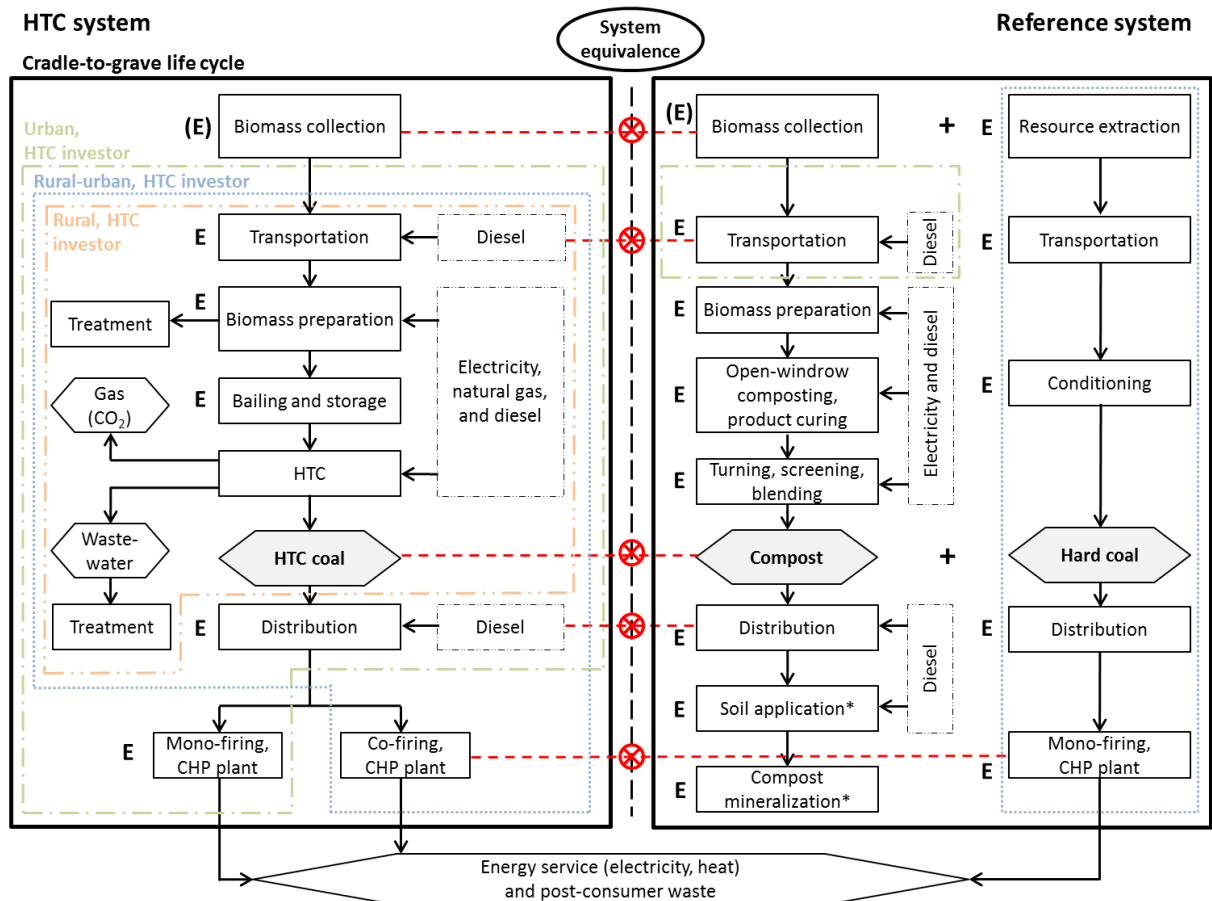 HTC system
System
equivalence
Reference system
Cradle-to-grave life cycle
Urban,
HTC investor
Rural-urban, HTC investor
Rural, HTC
investor
(E)
Biomass collection
E
Transportation
Diesel
E
Biomass preparation
Treatment
Electricity,
natural gas,
and diesel
Gas
(CO₂)
E
Bailing and storage
HTC
Waste-
water
HTC coal
Treatment
E
Distribution
Diesel
E
Mono-firing,
CHP plant
Co-firing,
CHP plant
(E)
Biomass collection
+
E
Transportation
Diesel
E
Biomass preparation
E
Open-windrow
composting,
product curing
Electricity and diesel
E
Turning, screening,
blending
Compost
+
E
Distribution
Diesel
E
Soil application*
E
Compost
mineralization*
E
Resource extraction
E
Transportation
E
Conditioning
Hard coal
E
Distribution
E
Mono-firing,
CHP plant
Energy service (electricity, heat)
and post-consumer waste